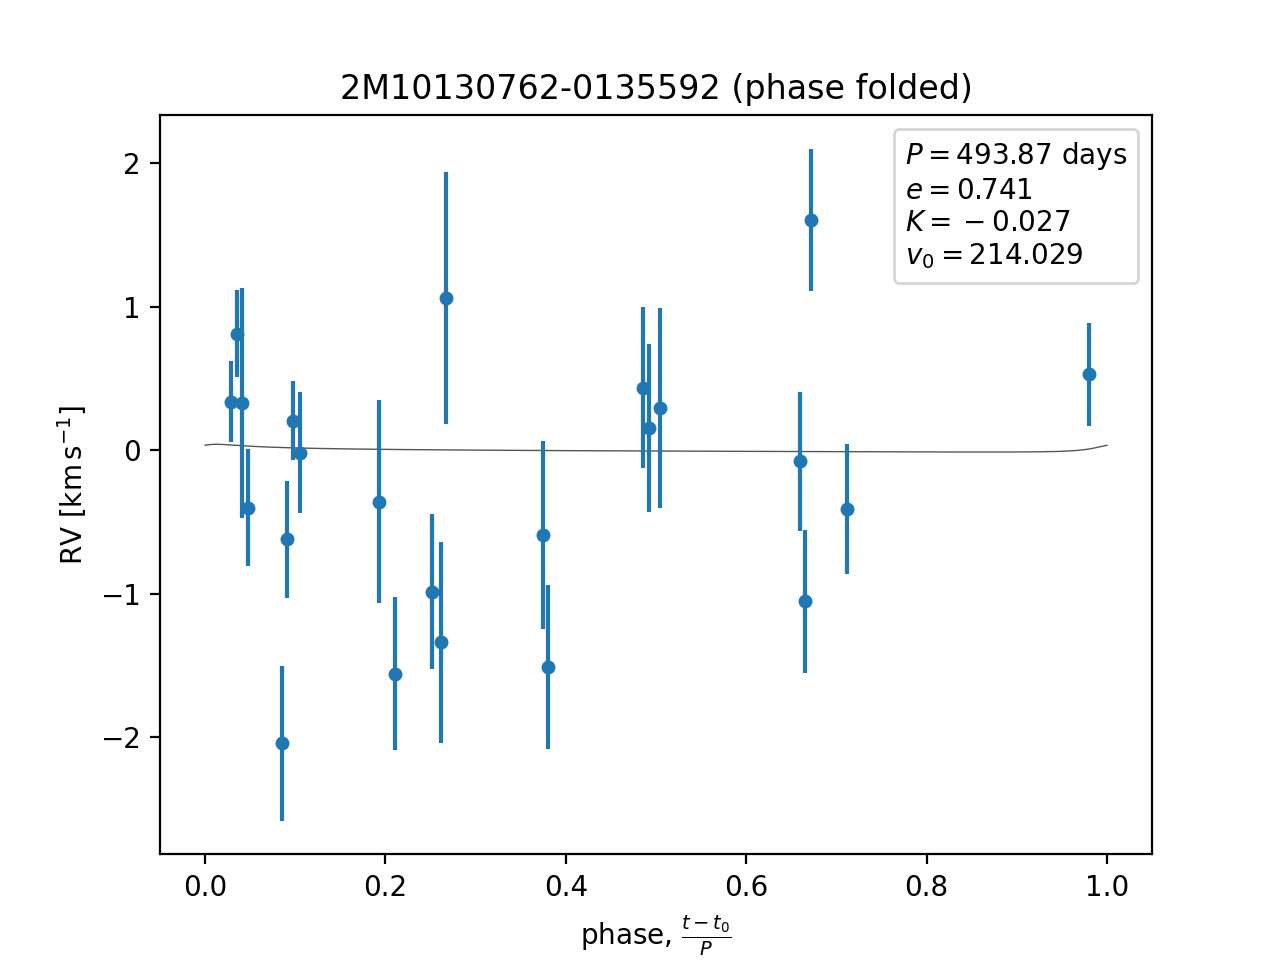 2M10130762-0135592 (phase folded)
P = 493.87 days
e = 0.741
K = −0.027
v₀ = 214.029
2
1
0
−1
−2
RV [km s⁻¹]
0.0 0.2 0.4 0.6 0.8 1.0
phase, (t − t₀)/P